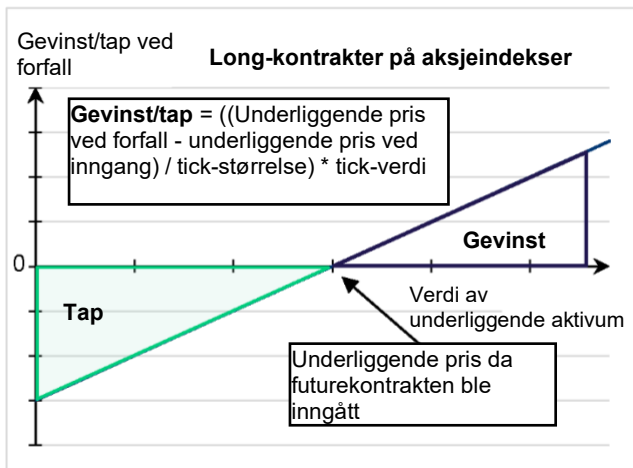 Gevinst/tap ved
forfall
Long-kontrakter på aksjeindekser
Gevinst/tap = ((Underliggende pris
ved forfall - underliggende pris ved
inngang) / tick-størrelse) * tick-verdi
0
Gevinst
Tap
Verdi av
underliggende aktivum
Underliggende pris da
futurekontrakten ble
inngått